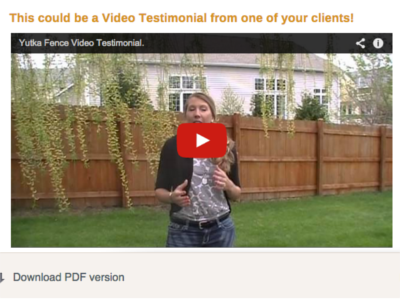 This could be a Video Testimonial from one of your clients!
Yutka Fence Video Testimonial.
Download PDF version